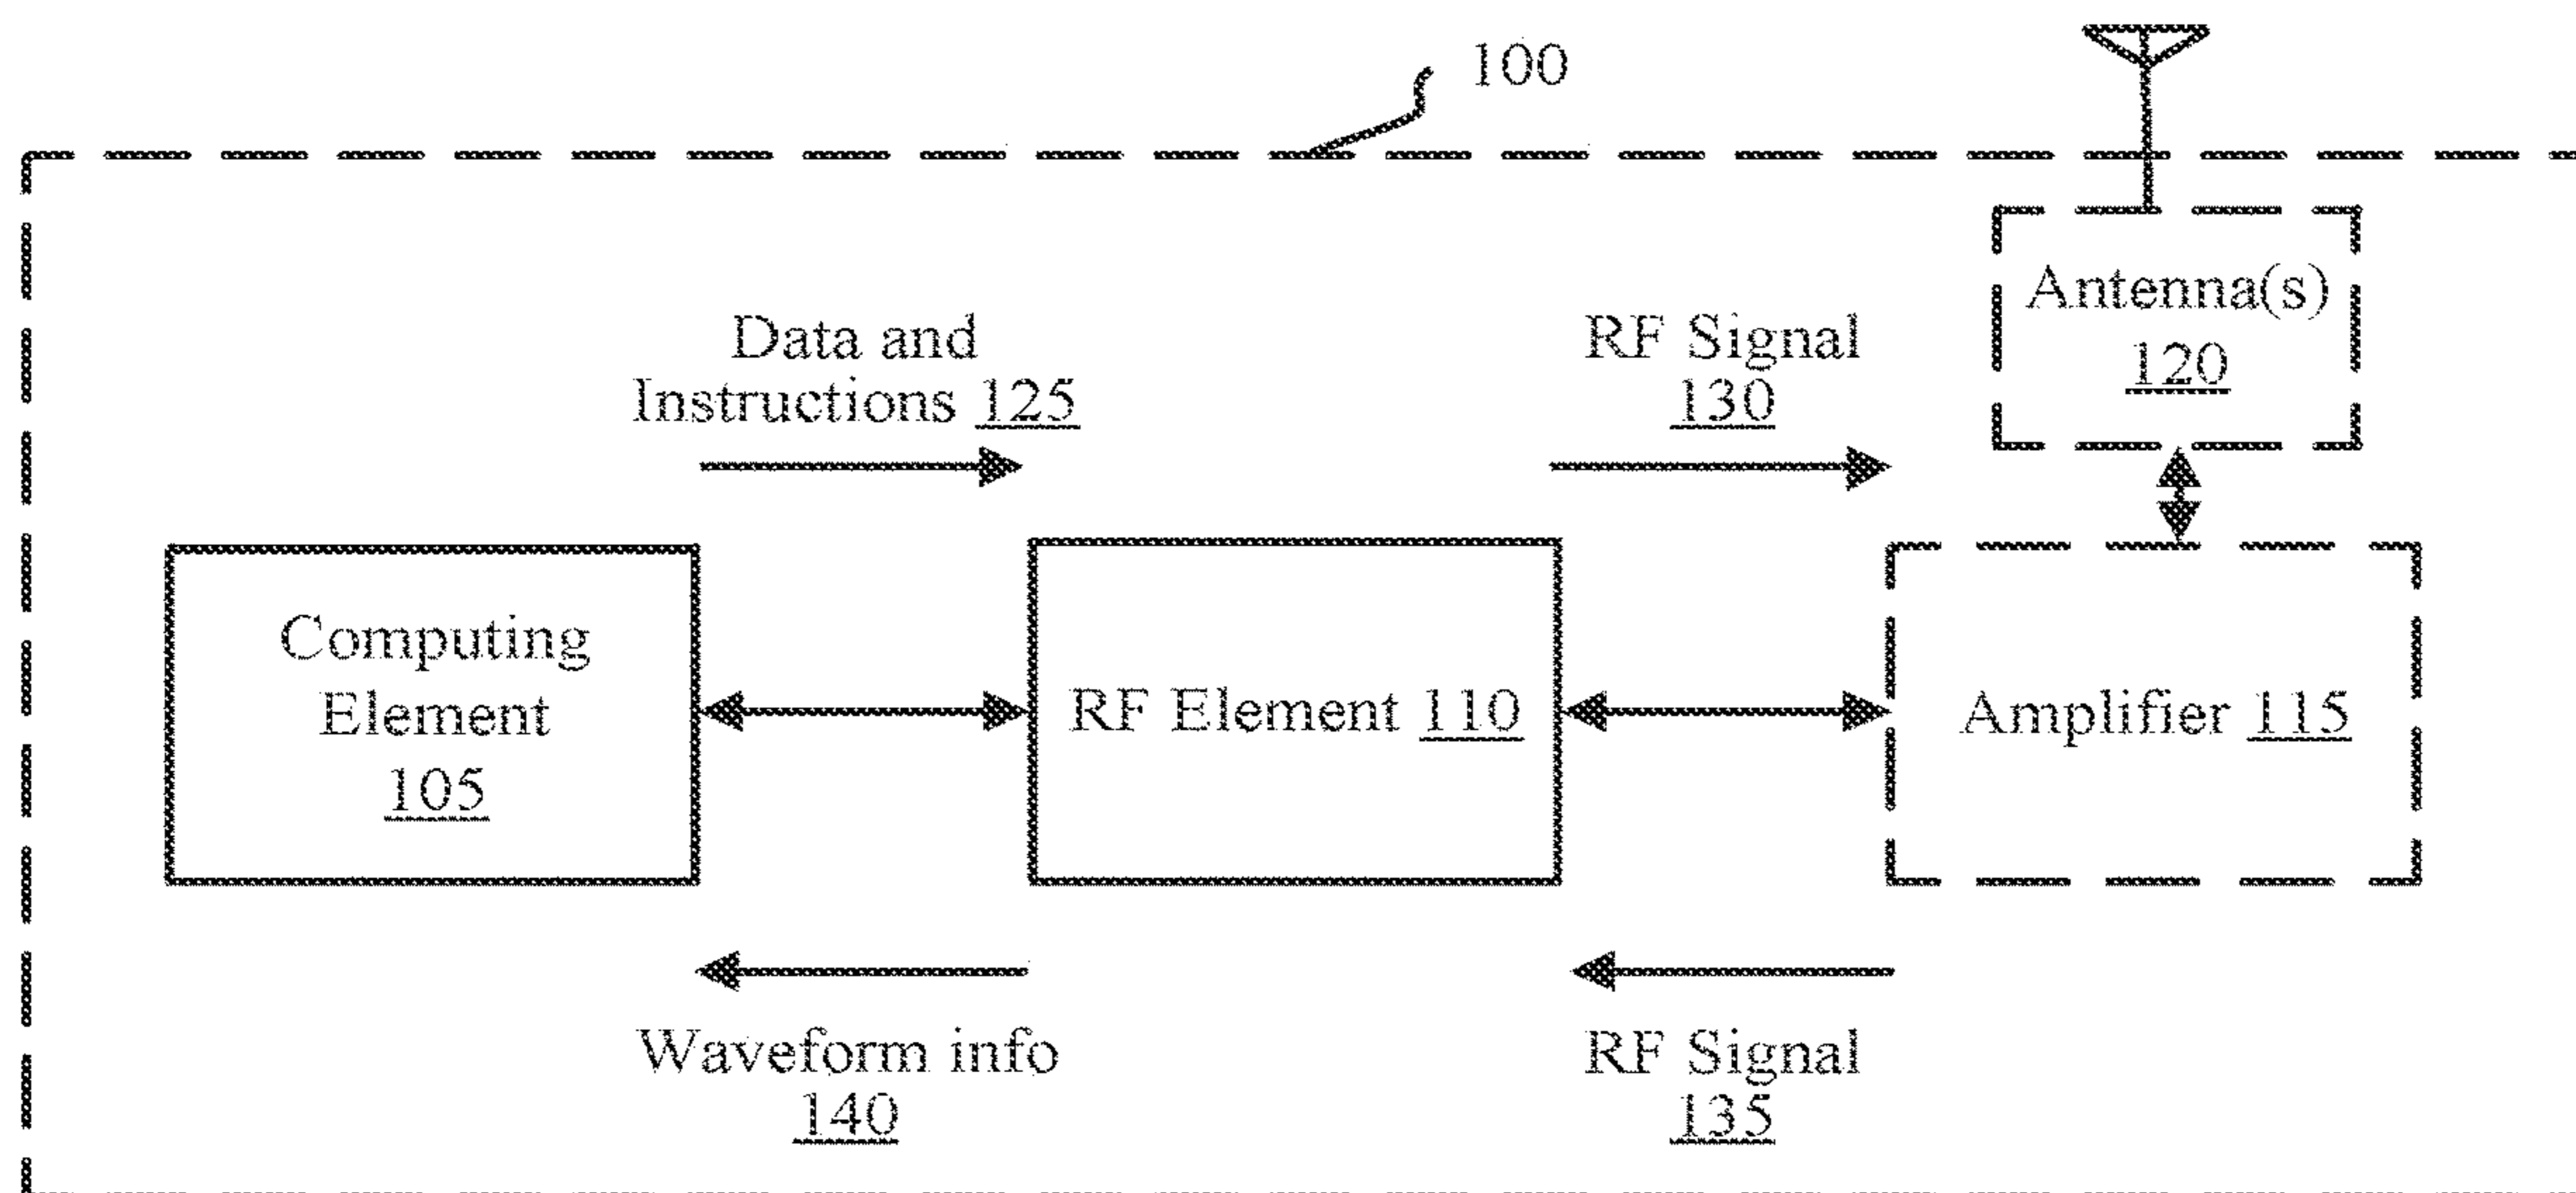 100
Antenna(s)
120
Data and
Instructions 125
RF Signal
130
Computing
Element
105
RF Element 110
Amplifier 115
Waveform info
140
RF Signal
135